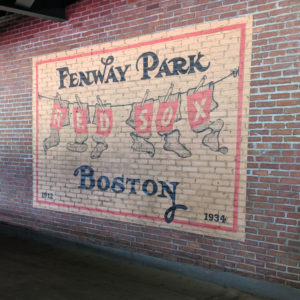 FENWAY PARK
RED SOX
BOSTON
1912 1934